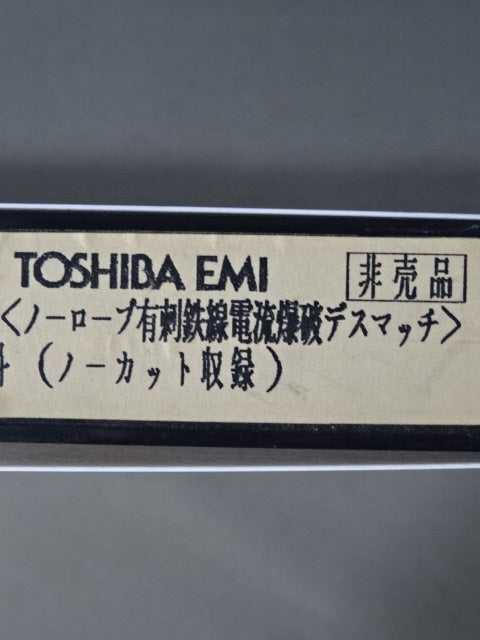 TOSHIBA EMI 非売品
<ノーロープ有刺鉄線電流爆破デスマッチ>
(ノーカット収録)